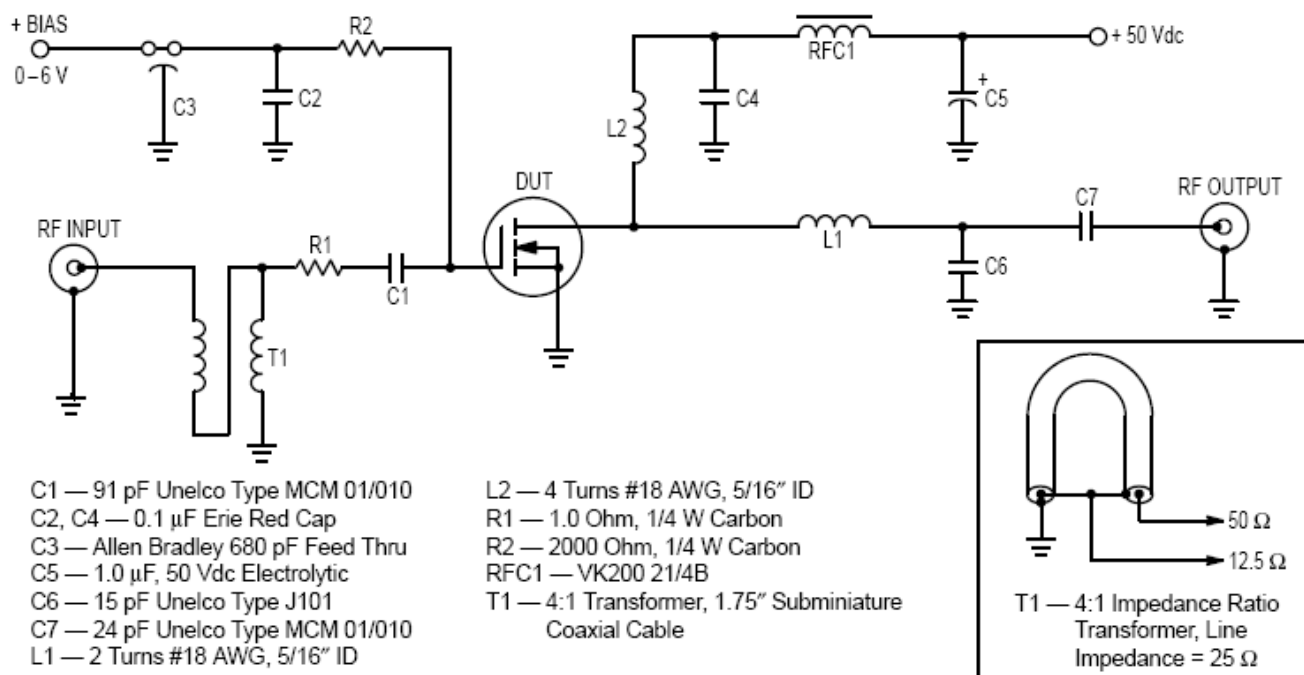 + BIAS
0–6 V
C3
C2
R2
RF INPUT
R1
C1
T1
DUT
L2
C4
RFC1
C5
+
+ 50 Vdc
L1
C6
C7
RF OUTPUT
C1 — 91 pF Unelco Type MCM 01/010
C2, C4 — 0.1 µF Erie Red Cap
C3 — Allen Bradley 680 pF Feed Thru
C5 — 1.0 µF, 50 Vdc Electrolytic
C6 — 15 pF Unelco Type J101
C7 — 24 pF Unelco Type MCM 01/010
L1 — 2 Turns #18 AWG, 5/16″ ID
L2 — 4 Turns #18 AWG, 5/16″ ID
R1 — 1.0 Ohm, 1/4 W Carbon
R2 — 2000 Ohm, 1/4 W Carbon
RFC1 — VK200 21/4B
T1 — 4:1 Transformer, 1.75″ Subminiature
Coaxial Cable
50 Ω
12.5 Ω
T1 — 4:1 Impedance Ratio
Transformer, Line
Impedance = 25 Ω